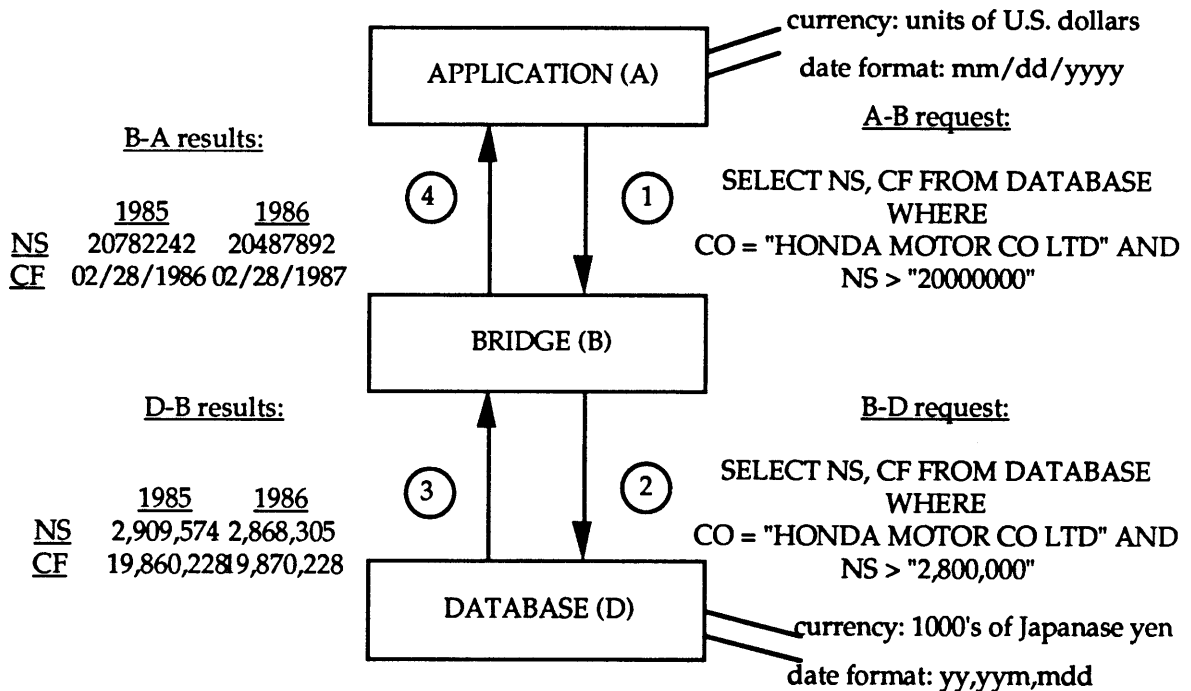 currency: units of U.S. dollars
APPLICATION (A)
date format: mm/dd/yyyy
A-B request:
B-A results:
4
1
SELECT NS, CF FROM DATABASE
WHERE
CO = "HONDA MOTOR CO LTD" AND
NS > "20000000"
1985 1986
NS 20782242 20487892
CF 02/28/1986 02/28/1987
BRIDGE (B)
D-B results:
B-D request:
3
2
SELECT NS, CF FROM DATABASE
WHERE
CO = "HONDA MOTOR CO LTD" AND
NS > "2,800,000"
1985 1986
NS 2,909,574 2,868,305
CF 19,860,228 19,870,228
DATABASE (D)
currency: 1000's of Japanase yen
date format: yy,yym,mdd